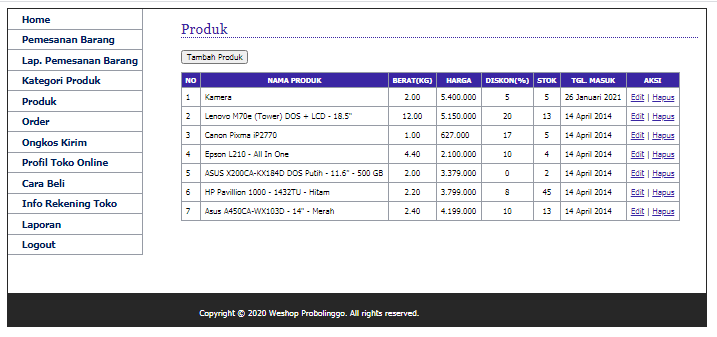 Home
Pemesanan Barang
Lap. Pemesanan Barang
Kategori Produk
Produk
Order
Ongkos Kirim
Profil Toko Online
Cara Beli
Info Rekening Toko
Laporan
Logout
Produk
Tambah Produk
NO NAMA PRODUK BERAT(KG) HARGA DISKON(%) STOK TGL. MASUK AKSI
1 Kamera 2.00 5.400.000 5 5 26 Januari 2021 Edit | Hapus
2 Lenovo M70e (Tower) DOS + LCD - 18.5" 12.00 5.150.000 20 13 14 April 2014 Edit | Hapus
3 Canon Pixma iP2770 1.00 627.000 17 5 14 April 2014 Edit | Hapus
4 Epson L210 - All In One 4.40 2.100.000 10 4 14 April 2014 Edit | Hapus
5 ASUS X200CA-KX184D DOS Putih - 11.6" - 500 GB 2.00 3.379.000 0 2 14 April 2014 Edit | Hapus
6 HP Pavillion 1000 - 1432TU - Hitam 2.20 3.799.000 8 45 14 April 2014 Edit | Hapus
7 Asus A450CA-WX103D - 14" - Merah 2.40 4.199.000 10 13 14 April 2014 Edit | Hapus
Copyright © 2020 Weshop Probolinggo. All rights reserved.